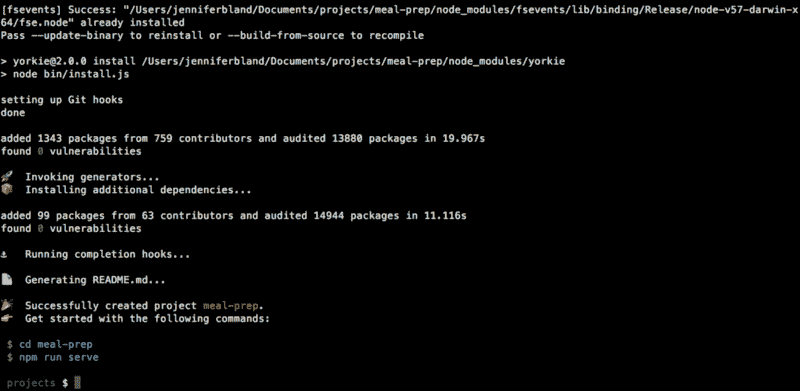 [fsevents] Success: "/Users/jenniferbland/Documents/projects/meal-prep/node_modules/fsevents/lib/binding/Release/node-v57-darwin-x
64/fse.node" already installed
Pass --update-binary to reinstall or --build-from-source to recompile
> yorkie@2.0.0 install /Users/jenniferbland/Documents/projects/meal-prep/node_modules/yorkie
> node bin/install.js
setting up Git hooks
done
added 1343 packages from 759 contributors and audited 13880 packages in 19.967s
found 0 vulnerabilities
🚀 Invoking generators...
📦 Installing additional dependencies...
added 99 packages from 63 contributors and audited 14944 packages in 11.116s
found 0 vulnerabilities
⚓ Running completion hooks...
📄 Generating README.md...
🎉 Successfully created project meal-prep.
👉 Get started with the following commands:
$ cd meal-prep
$ npm run serve
projects $